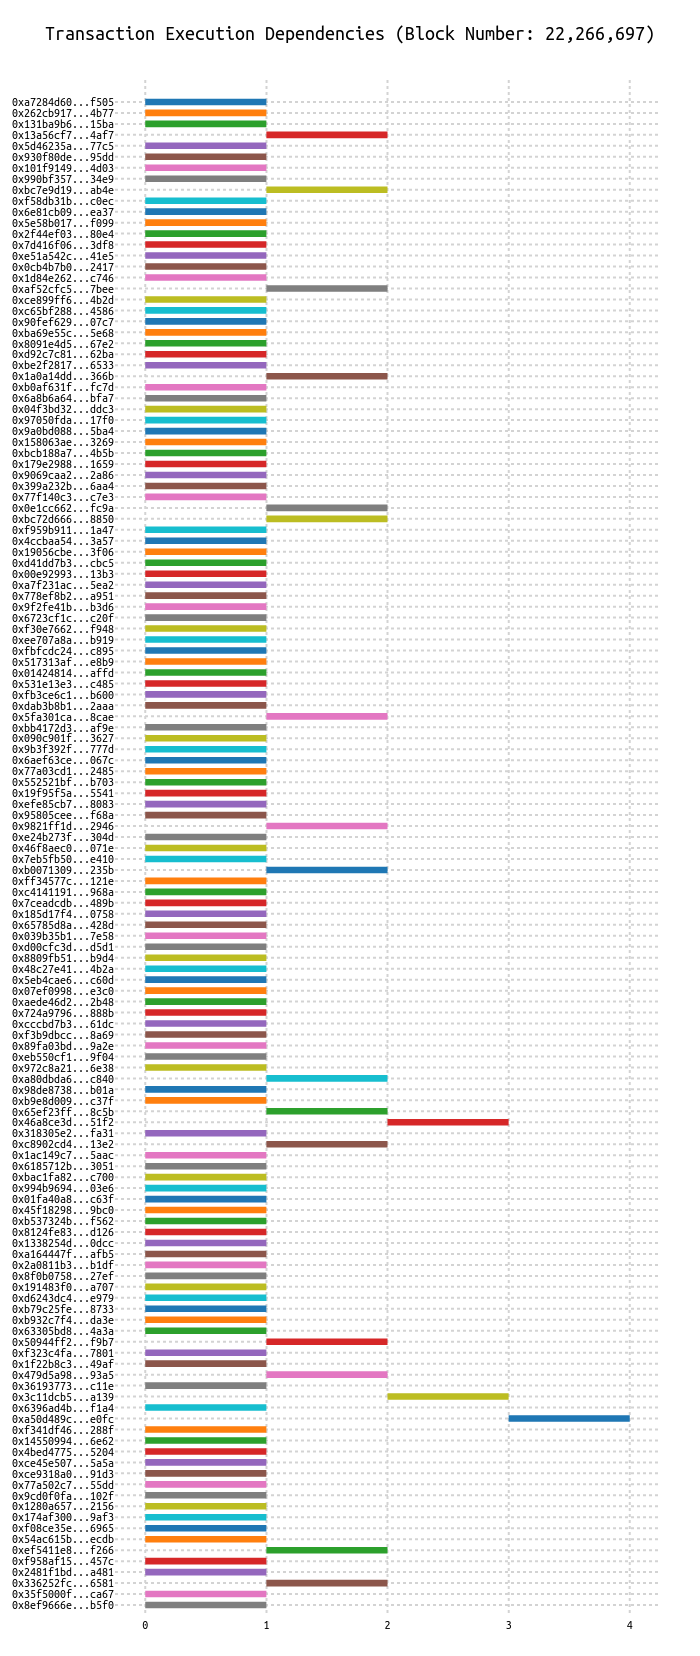 Transaction Execution Dependencies (Block Number: 22,266,697)
0xa7284d60...f505
0x262cb917...4b77
0x131ba9b6...15ba
0x13a56cf7...4af7
0x5d46235a...77c5
0x930f80de...95dd
0x101f9149...4d03
0x990bf357...34e9
0xbc7e9d19...ab4e
0xf58db31b...c0ec
0x6e81cb09...ea37
0x5e58b017...f099
0x2f44ef03...80e4
0x7d416f06...3df8
0xe51a542c...41e5
0x0cb4b7b0...2417
0x1d84e262...c746
0xaf52cfc5...7bee
0xce899ff6...4b2d
0xc65bf288...4586
0x90fef629...07c7
0xba69e55c...5e68
0x8091e4d5...67e2
0xd92c7c81...62ba
0xbe2f2817...6533
0x1a0a14dd...366b
0xb0af631f...fc7d
0x6a8b6a64...bfa7
0x04f3bd32...ddc3
0x97050fda...17f0
0x9a0bd088...5ba4
0x158063ae...3269
0xbcb188a7...4b5b
0x179e2988...1659
0x9069caa2...2a86
0x399a232b...6aa4
0x77f140c3...c7e3
0x0e1cc662...fc9a
0xbc72d666...8850
0xf959b911...1a47
0x4ccbaa54...3a57
0x19056cbe...3f06
0xd41dd7b3...cbc5
0x00e92993...13b3
0xa7f231ac...5ea2
0x778ef8b2...a951
0x9f2fe41b...b3d6
0x6723cf1c...c20f
0xf30e7662...f948
0xee707a8a...b919
0xfbfcdc24...c895
0x517313af...e8b9
0x01424814...affd
0x531e13e3...c485
0xfb3ce6c1...b600
0xdab3b8b1...2aaa
0x5fa301ca...8cae
0xbb4172d3...af9e
0x090c901f...3627
0x9b3f392f...777d
0x6aef63ce...067c
0x77a03cd1...2485
0x552521bf...b703
0x19f95f5a...5541
0xefe85cb7...8083
0x95805cee...f68a
0x9821ff1d...2946
0xe24b273f...304d
0x46f8aec0...071e
0x7eb5fb50...e410
0xb0071309...235b
0xff34577c...121e
0xc4141191...968a
0x7ceadcdb...489b
0x185d17f4...0758
0x65785d8a...428d
0x039b35b1...7e58
0xd00cfc3d...d5d1
0x8809fb51...b9d4
0x48c27e41...4b2a
0x5eb4cae6...c60d
0x07ef0998...e3c0
0xaede46d2...2b48
0x724a9796...888b
0xcccbd7b3...61dc
0xf3b9dbcc...8a69
0x89fa03bd...9a2e
0xeb550cf1...9f04
0x972c8a21...6e38
0xa80dbda6...c840
0x98de8738...b01a
0xb9e8d009...c37f
0x65ef23ff...8c5b
0x46a8ce3d...51f2
0x318305e2...fa31
0xc8902cd4...13e2
0x1ac149c7...5aac
0x6185712b...3051
0xbac1fa82...c700
0x994b9694...03e6
0x01fa40a8...c63f
0x45f18298...9bc0
0xb537324b...f562
0x8124fe83...d126
0x1338254d...0dcc
0xa164447f...afb5
0x2a0811b3...b1df
0x8f0b0758...27ef
0x191483f0...a707
0xd6243dc4...e979
0xb79c25fe...8733
0xb932c7f4...da3e
0x63305bd8...4a3a
0x50944ff2...f9b7
0xf323c4fa...7801
0x1f22b8c3...49af
0x479d5a98...93a5
0x36193773...c11e
0x3c11dcb5...a139
0x6396ad4b...f1a4
0xa50d489c...e0fc
0xf341df46...288f
0x14550994...6e62
0x4bed4775...5204
0xce45e507...5a5a
0xce9318a0...91d3
0x77a502c7...55dd
0x9cd0f0fa...102f
0x1280a657...2156
0x174af300...9af3
0xf08ce35e...6965
0x54ac615b...ecdb
0xef5411e8...f266
0xf958af15...457c
0x2481f1bd...a481
0x336252fc...6581
0x35f5000f...ca67
0x8ef9666e...b5f0
0 1 2 3 4